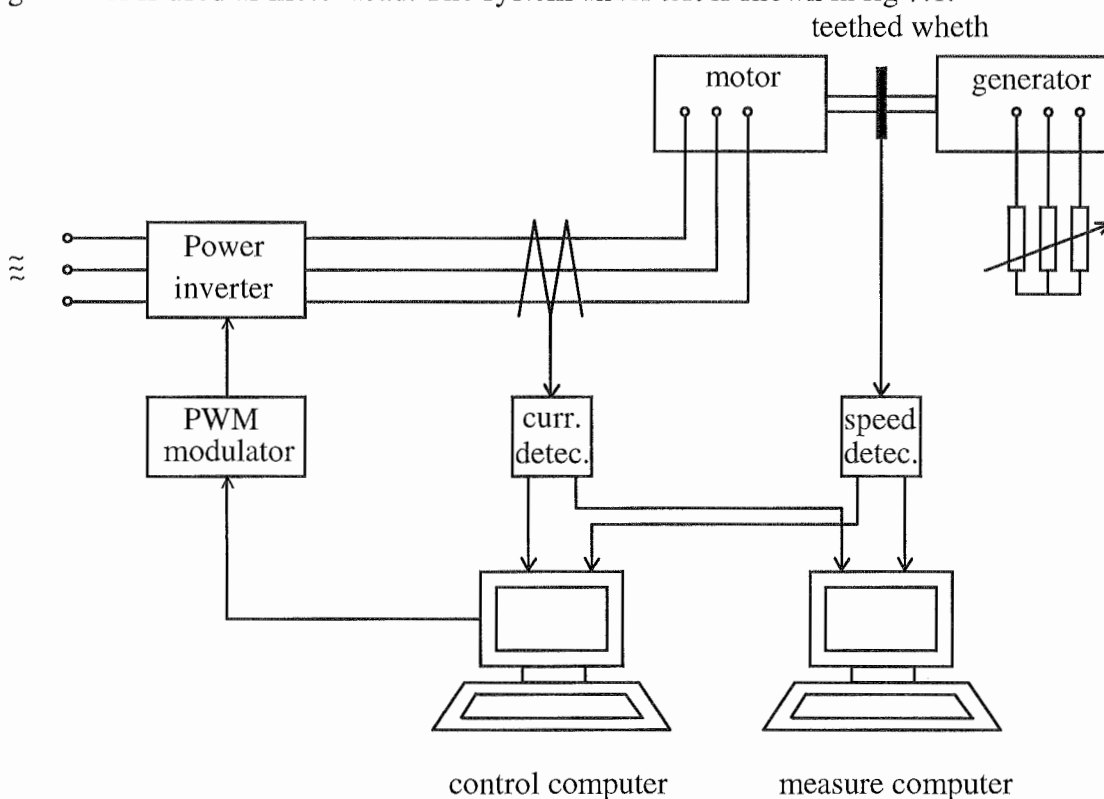 teethed wheth
motor
generator
Power
inverter
PWM
modulator
curr.
detec.
speed
detec.
control computer
measure computer